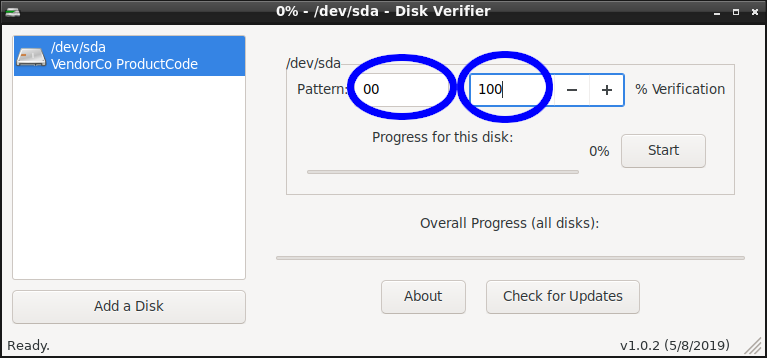 0% - /dev/sda - Disk Verifier
/dev/sda
VendorCo ProductCode
/dev/sda
Pattern: 00 100 % Verification
Progress for this disk:
0% Start
Overall Progress (all disks):
Add a Disk
About Check for Updates
Ready. v1.0.2 (5/8/2019)